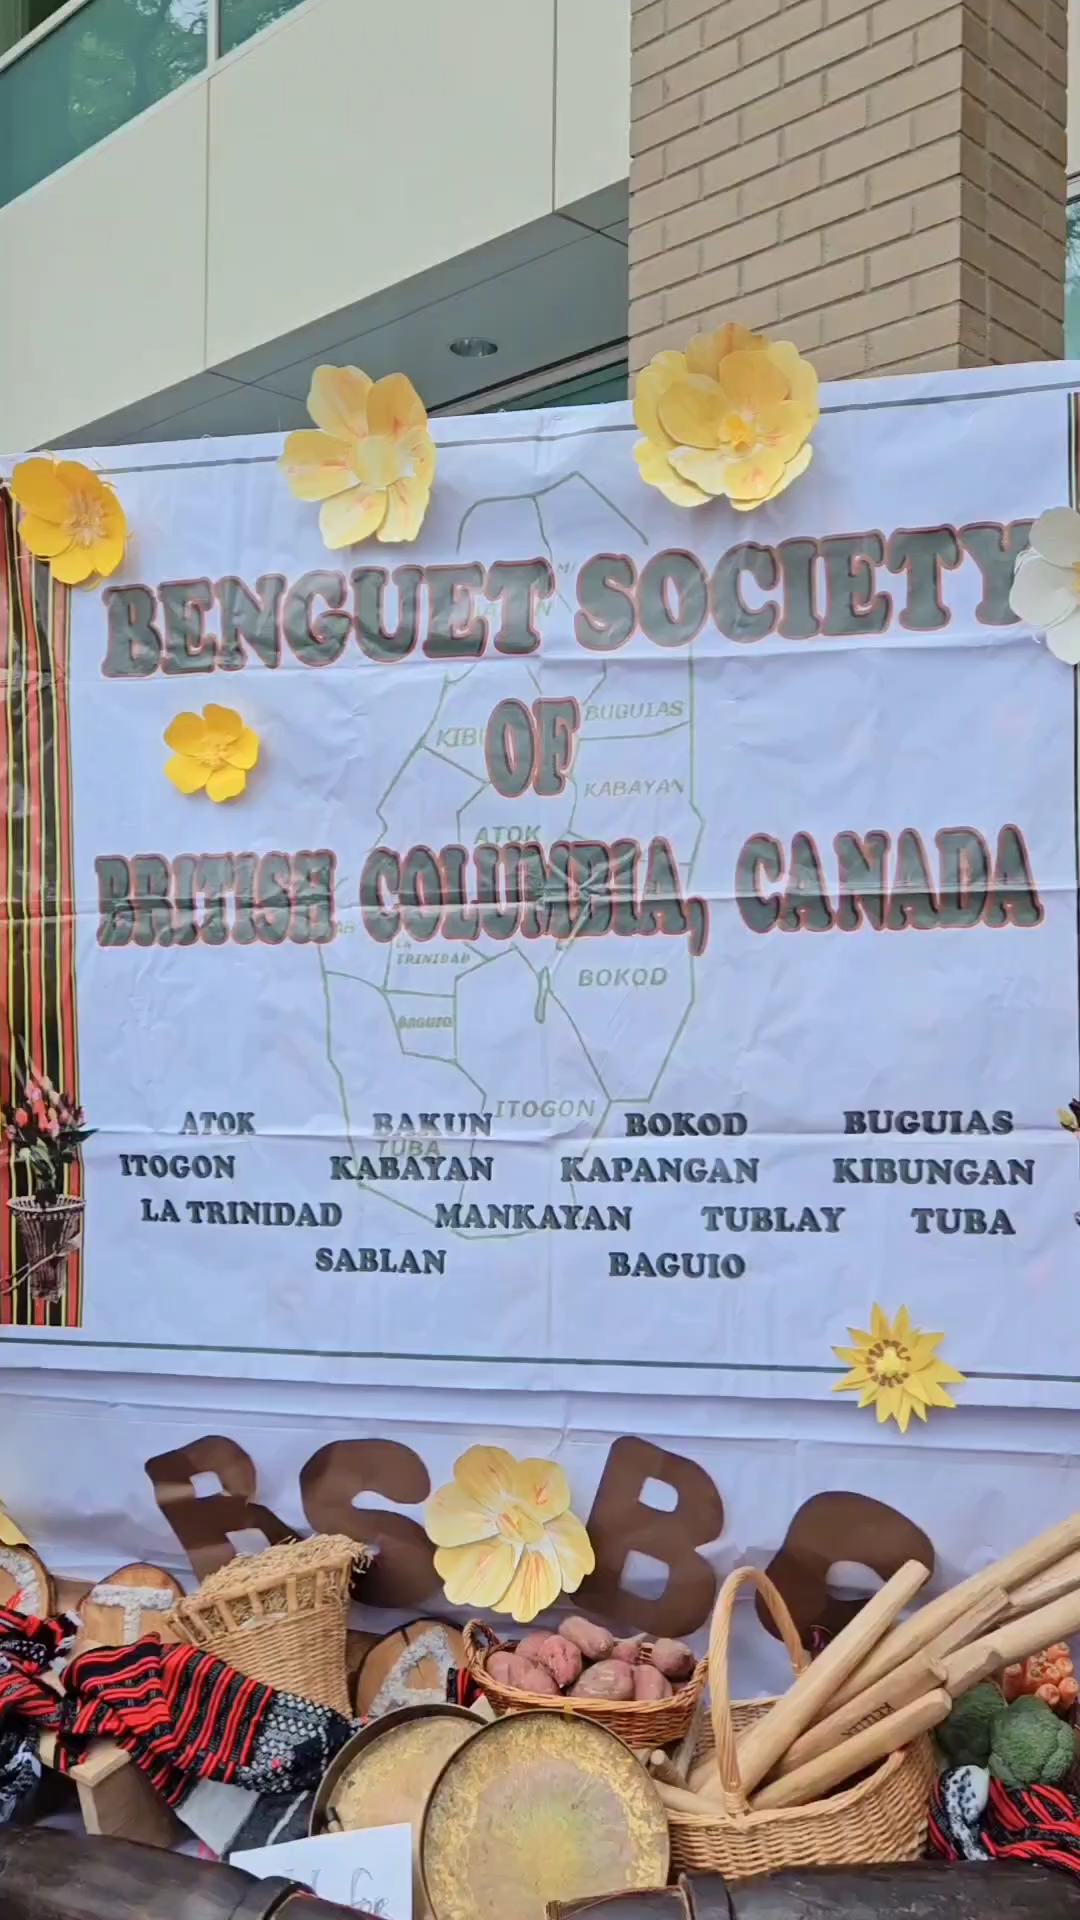 BENGUET SOCIETY
OF
BRITISH COLUMBIA, CANADA
BUGUIAS
KABAYAN
ATOK
LA
TRINIDAD
BOKOD
BAGUIO
ITOGON
TUBA
ATOK BAKUN BOKOD BUGUIAS
ITOGON KABAYAN KAPANGAN KIBUNGAN
LA TRINIDAD MANKAYAN TUBLAY TUBA
SABLAN BAGUIO
BSBC